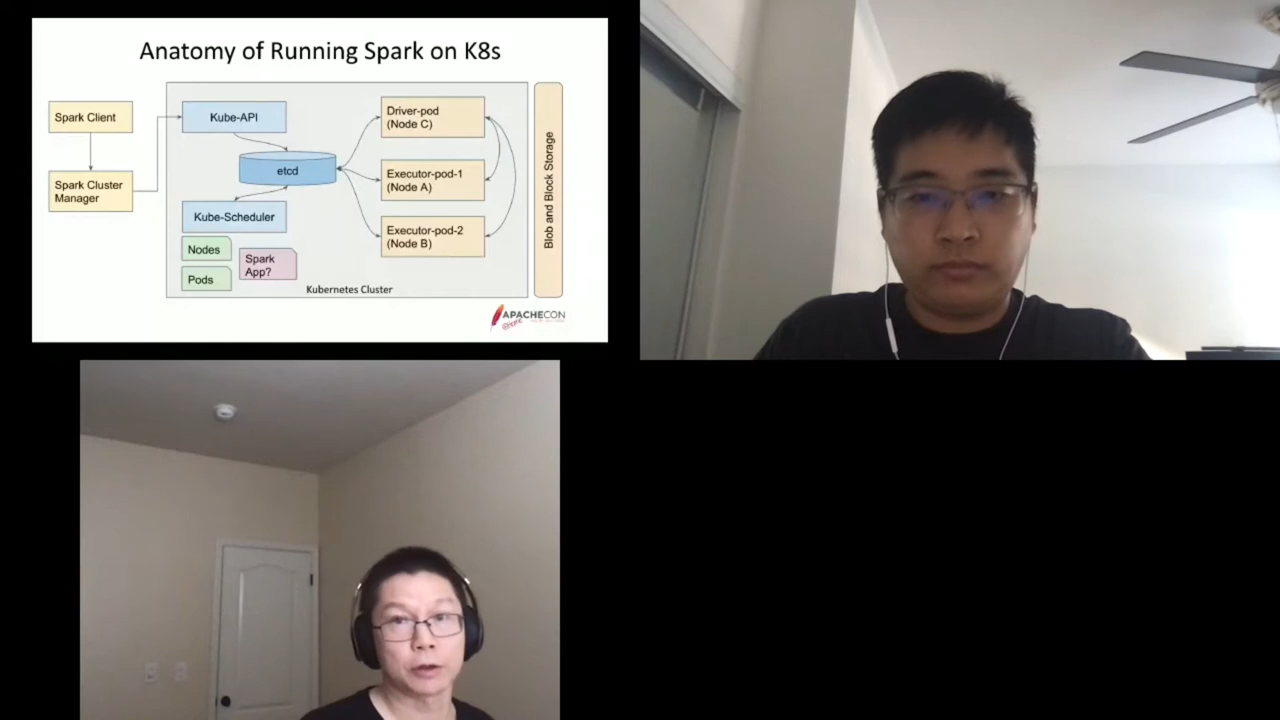 Anatomy of Running Spark on K8s
Spark Client
Spark Cluster
Manager
Kube-API
etcd
Kube-Scheduler
Nodes
Pods
Spark
App?
Driver-pod
(Node C)
Executor-pod-1
(Node A)
Executor-pod-2
(Node B)
Kubernetes Cluster
Blob and Block Storage
APACHECON
@home